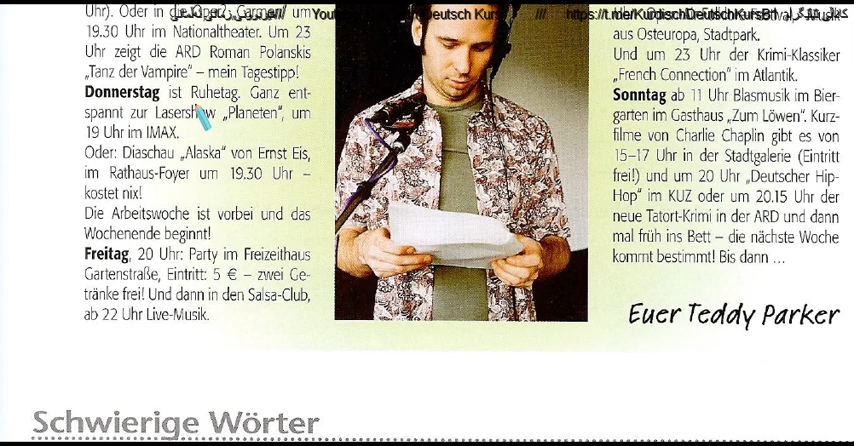 Youtube
///
https://t.me/KurdischDeutschKursB1
Uhr). Oder in die Oper: „Carmen“ um
19.30 Uhr im Nationaltheater. Um 23
Uhr zeigt die ARD Roman Polanskis
„Tanz der Vampire“ – mein Tagestipp!
Donnerstag ist Ruhetag. Ganz ent-
spannt zur Lasershow „Planeten“, um
19 Uhr im IMAX.
Oder: Diaschau „Alaska“ von Ernst Eis,
im Rathaus-Foyer um 19.30 Uhr –
kostet nix!
Die Arbeitswoche ist vorbei und das
Wochenende beginnt!
Freitag, 20 Uhr: Party im Freizeithaus
Gartenstraße, Eintritt: 5 € – zwei Ge-
tränke frei! Und dann in den Salsa-Club,
ab 22 Uhr Live-Musik.
aus Osteuropa, Stadtpark.
Und um 23 Uhr der Krimi-Klassiker
„French Connection“ im Atlantik.
Sonntag ab 11 Uhr Blasmusik im Bier-
garten im Gasthaus „Zum Löwen“. Kurz-
filme von Charlie Chaplin gibt es von
15–17 Uhr in der Stadtgalerie (Eintritt
frei!) und um 20 Uhr „Deutscher Hip-
Hop“ im KUZ oder um 20.15 Uhr der
neue Tatort-Krimi in der ARD und dann
mal früh ins Bett – die nächste Woche
kommt bestimmt! Bis dann ...
Euer Teddy Parker
Schwierige Wörter